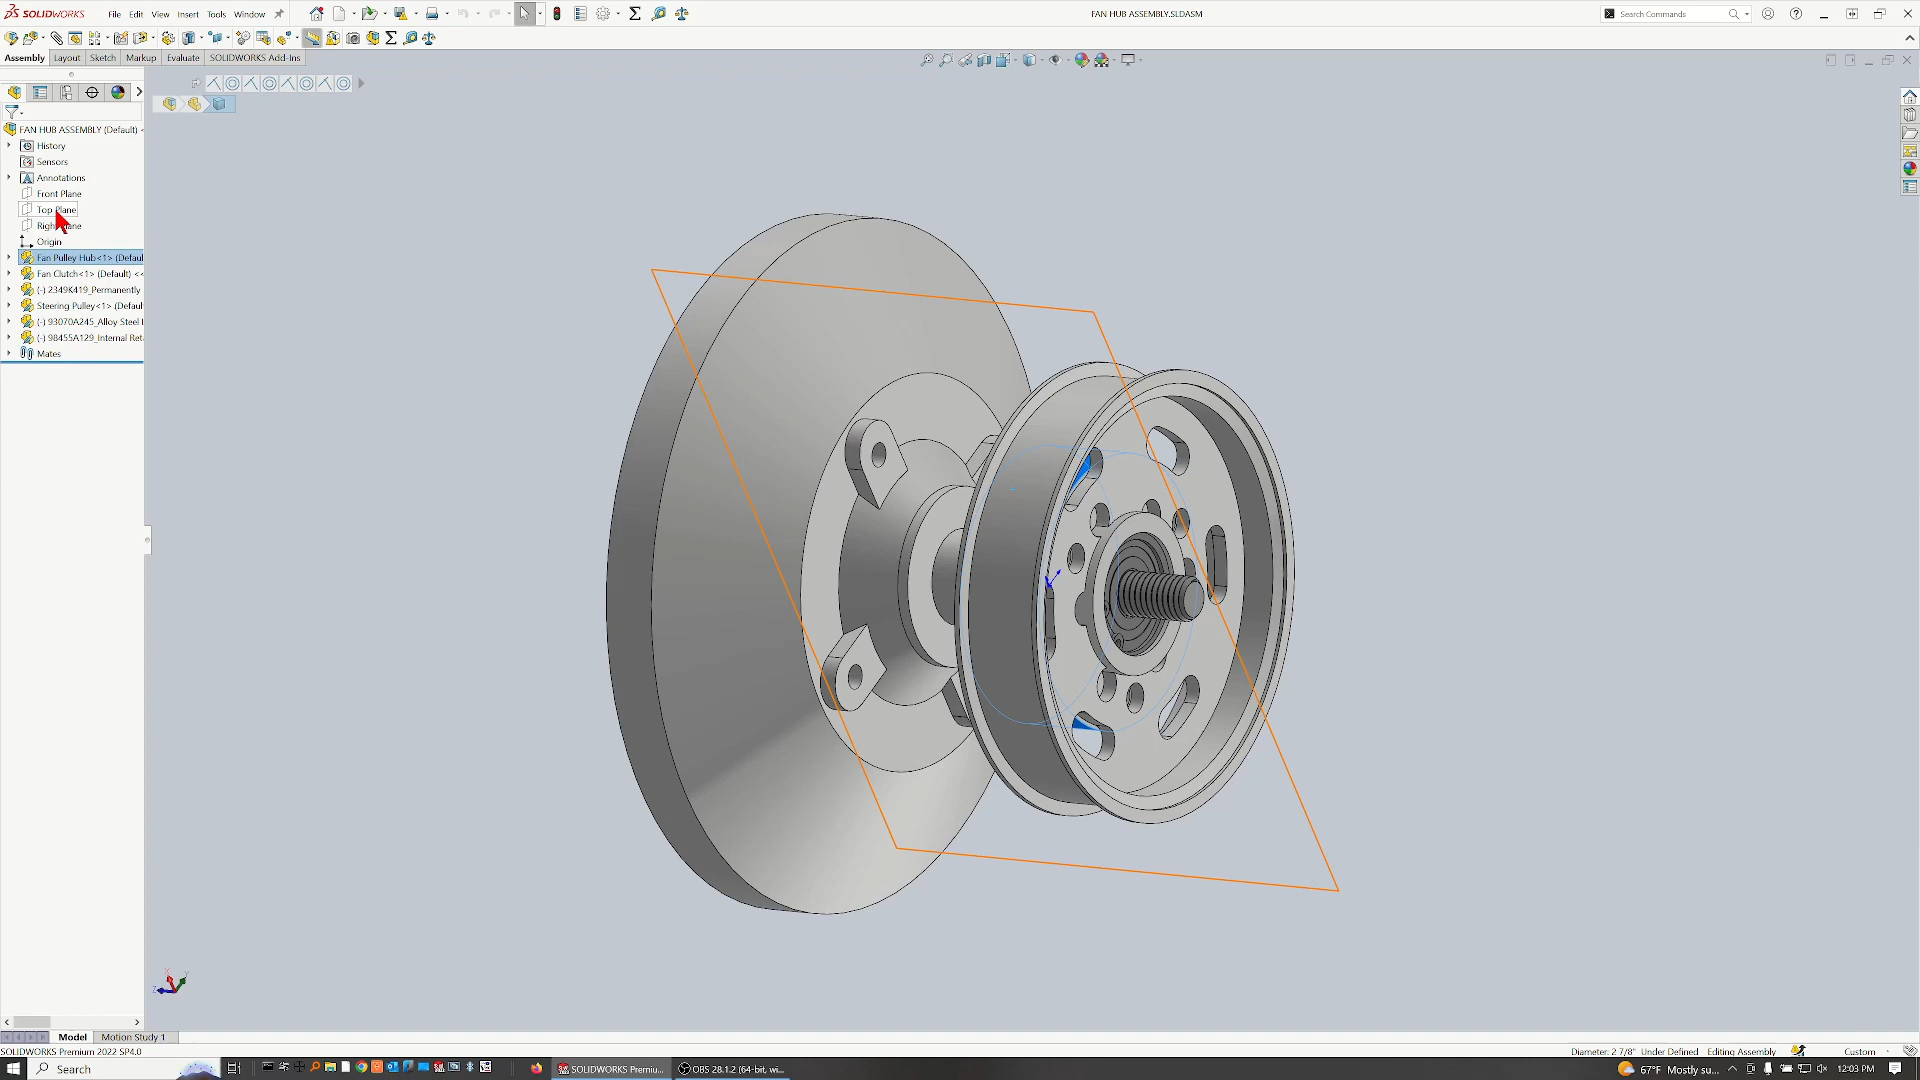 SOLIDWORKS File Edit View Insert Tools Window FAN HUB ASSEMBLY.SLDASM Search Commands
Assembly Layout Sketch Markup Evaluate SOLIDWORKS Add-Ins
FAN HUB ASSEMBLY (Default) <
History
Sensors
Annotations
Front Plane
Top Plane
Right Plane
Origin
Fan Pulley Hub<1> (Defaul
Fan Clutch<1> (Default) <<
(-) 2349K419_Permanently
Steering Pulley<1> (Defaul
(-) 93070A245_Alloy Steel
(-) 98455A129_Internal Ret
Mates
Model Motion Study 1
SOLIDWORKS Premium 2022 SP4.0 Diameter: 2 7/8" Under Defined Editing Assembly Custom
Search SOLIDWORKS Premiu... OBS 28.1.2 (64-bit, wi... 67°F Mostly su... 12:03 PM